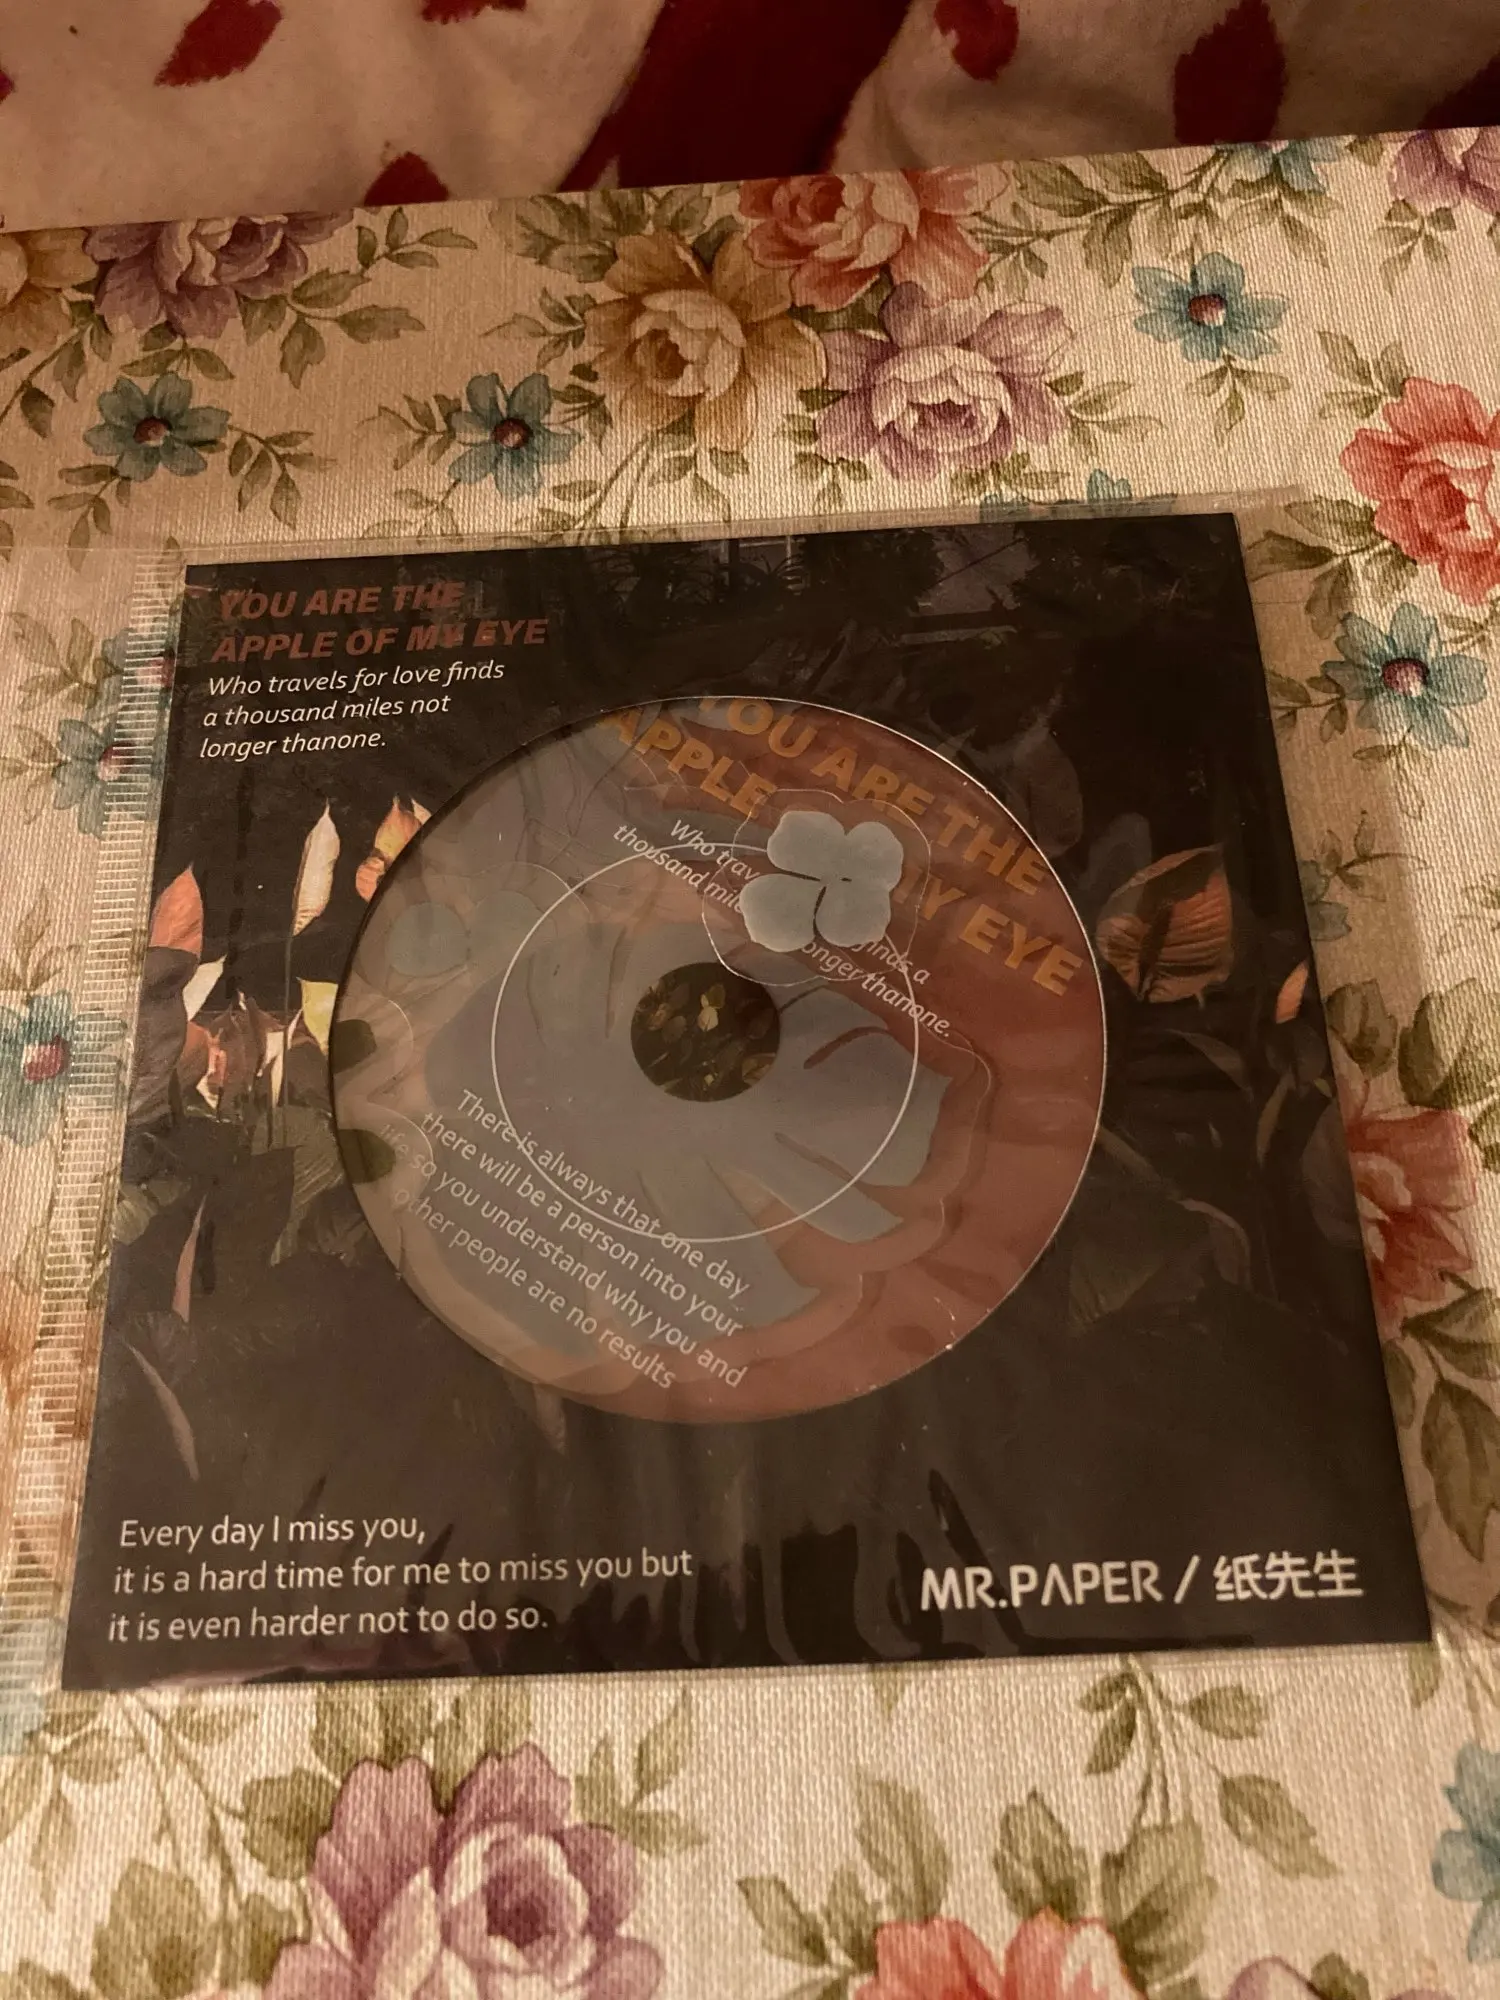 YOU ARE THE
APPLE OF MY EYE
Who travels for love finds
a thousand miles not
longer thanone.
YOU ARE THE
APPLE MY EYE
Who trav finds a
thousand mile onger thanone.
There is always that one day
there will be a person into your
life so you understand why you and
other people are no results
Every day I miss you,
it is a hard time for me to miss you but
it is even harder not to do so.
MR.PAPER / 纸先生